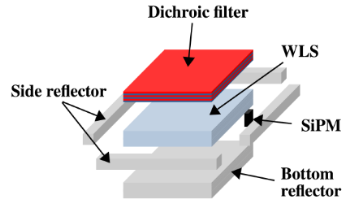 Dichroic filter
WLS
Side reflector
SiPM
Bottom
reflector